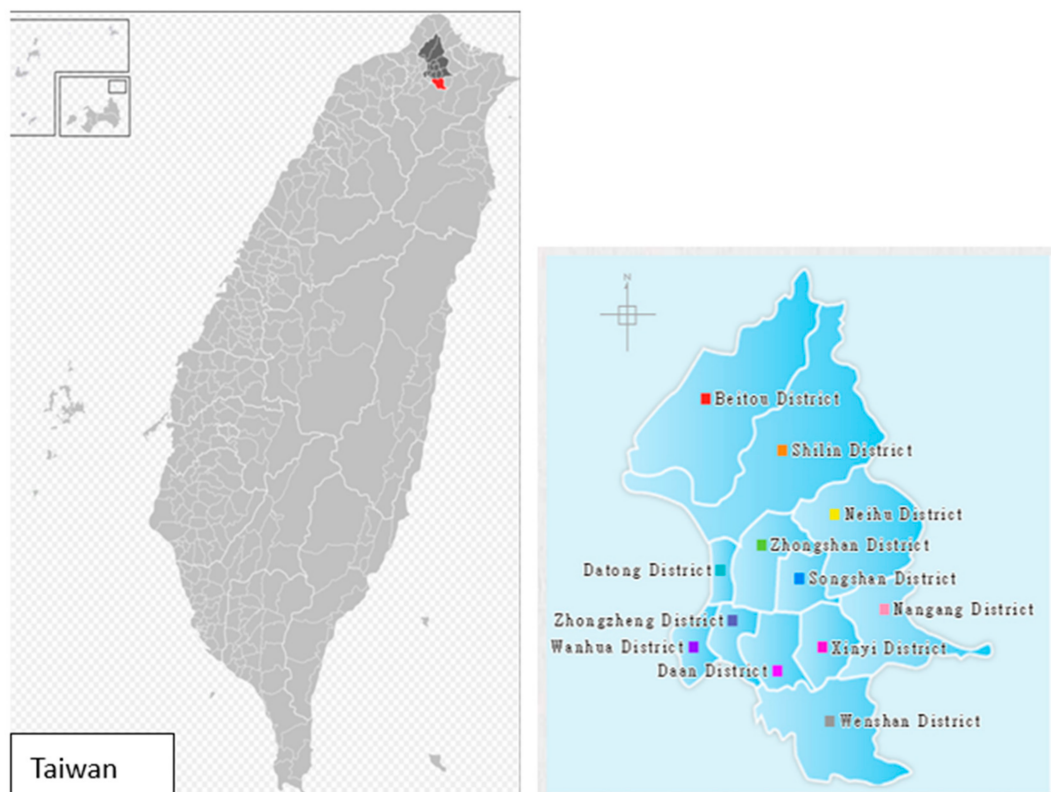 Taiwan
N
Beitou District
Shilin District
Neihu District
Zhongshan District
Datong District
Songshan District
Nangang District
Zhongzheng District
Wanhua District
Xinyi District
Daan District
Wenshan District